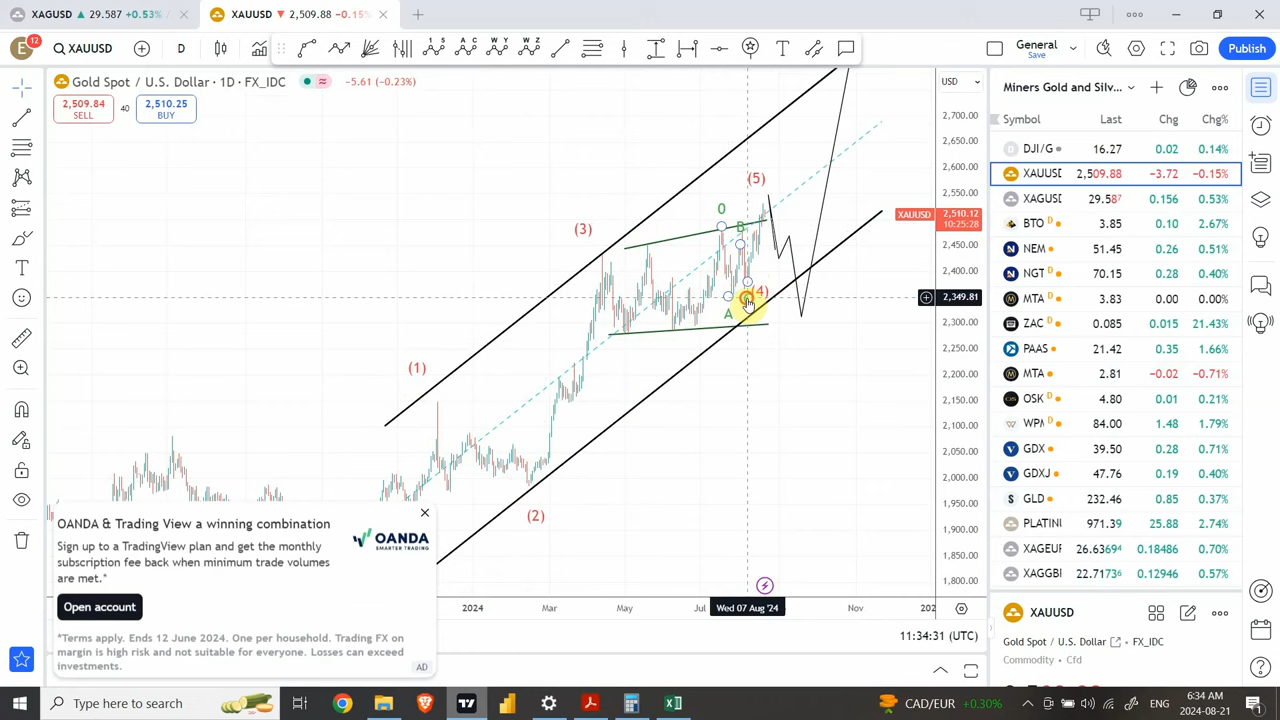 XAGUSD ▲ 29.587 +0.53%
XAUUSD ▼ 2,509.88 −0.15%
E 12 XAUUSD D General Save Publish
Gold Spot / U.S. Dollar · 1D · FX_IDC −5.61 (−0.23%)
2,509.84 SELL
40
2,510.25 BUY
USD
2,700.00
2,650.00
2,600.00
2,550.00
XAUUSD 2,510.12
10:25:28
2,450.00
2,400.00
2,349.81
2,300.00
2,250.00
2,200.00
2,150.00
2,100.00
2,050.00
2,000.00
1,950.00
1,900.00
1,850.00
1,800.00
(1)
(2)
(3)
(4)
(5)
0
A
B
2024 Mar May Jul Wed 07 Aug '24 Nov 202
11:34:31 (UTC)
OANDA & Trading View a winning combination
Sign up to a TradingView plan and get the monthly
subscription fee back when minimum trade volumes
are met.*
OANDA
SMARTER TRADING
Open account
*Terms apply. Ends 12 June 2024. One per household. Trading FX on
margin is high risk and not suitable for everyone. Losses can exceed
investments.
AD
Miners Gold and Silv...
Symbol Last Chg Chg%
DJI/G 16.27 0.02 0.14%
XAUUSD 2,509.88 −3.72 −0.15%
XAGUSD 29.587 0.156 0.53%
BTO D 3.85 0.10 2.67%
NEM 51.45 0.26 0.51%
NGT D 70.15 0.28 0.40%
MTA D 3.83 0.00 0.00%
ZAC 0.085 0.015 21.43%
PAAS 21.42 0.35 1.66%
MTA 2.81 −0.02 −0.71%
OSK D 4.80 0.01 0.21%
WPM D 84.00 1.48 1.79%
GDX 39.50 0.28 0.71%
GDXJ 47.76 0.19 0.40%
GLD 232.46 0.85 0.37%
PLATIN 971.39 25.88 2.74%
XAGEUR 26.63694 0.18486 0.70%
XAGGB 22.71736 0.12946 0.57%
XAUUSD
Gold Spot / U.S. Dollar · FX_IDC
Commodity · Cfd
Type here to search
CAD/EUR +0.30%
ENG
6:34 AM
2024-08-21